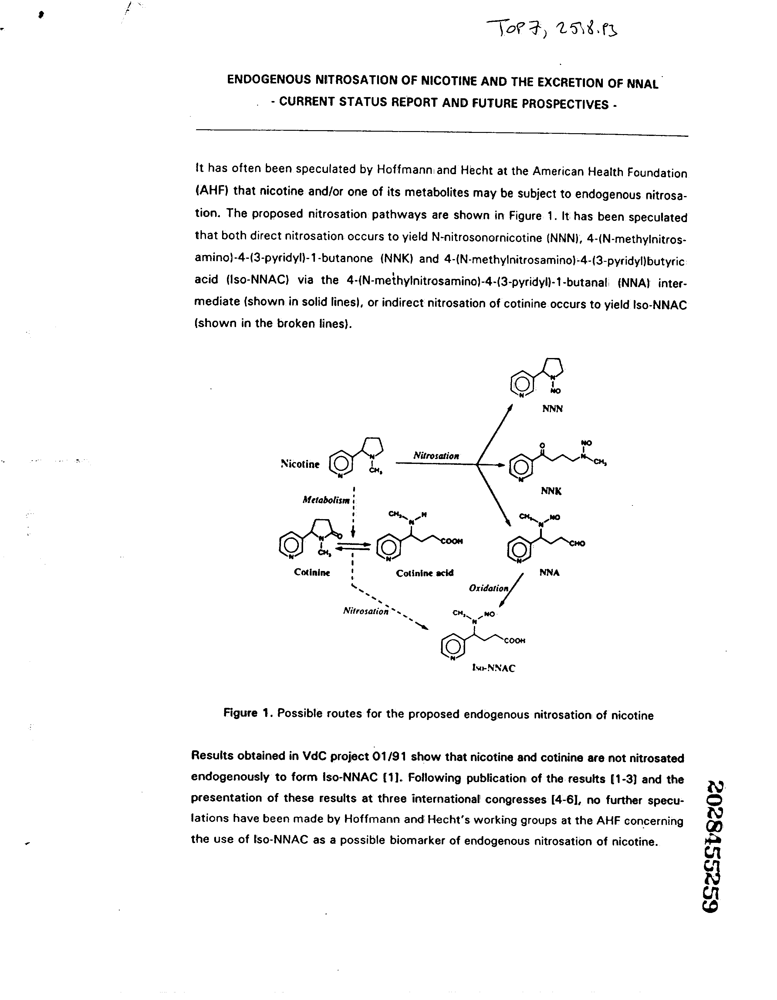 TOP 7, 25.8.93
ENDOGENOUS NITROSATION OF NICOTINE AND THE EXCRETION OF NNAL
- CURRENT STATUS REPORT AND FUTURE PROSPECTIVES -
It has often been speculated by Hoffmann and Hecht at the American Health Foundation
(AHF) that nicotine and/or one of its metabolites may be subject to endogenous nitrosa-
tion. The proposed nitrosation pathways are shown in Figure 1. It has been speculated
that both direct nitrosation occurs to yield N-nitrosonornicotine (NNN), 4-(N-methylnitros-
amino)-4-(3-pyridyl)-1-butanone (NNK) and 4-(N-methylnitrosamino)-4-(3-pyridyl)butyric
acid (Iso-NNAC) via the 4-(N-methylnitrosamino)-4-(3-pyridyl)-1-butanal (NNA) inter-
mediate (shown in solid lines), or indirect nitrosation of cotinine occurs to yield Iso-NNAC
(shown in the broken lines).
N
N
NO
NNN
Nicotine
N
N
CH₃
Nitrosation
O
NO
N
CH₃
N
NNK
Metabolism
N
N
O
CH₃
Cotinine
CH₃ H
N
COOH
N
Cotinine acid
CH₃ NO
N
CHO
N
NNA
Oxidation
Nitrosation
CH₃ NO
N
COOH
N
Iso-NNAC
Figure 1. Possible routes for the proposed endogenous nitrosation of nicotine
Results obtained in VdC project 01/91 show that nicotine and cotinine are not nitrosated
endogenously to form Iso-NNAC [1]. Following publication of the results [1-3] and the
presentation of these results at three international congresses [4-6], no further specu-
lations have been made by Hoffmann and Hecht's working groups at the AHF concerning
the use of Iso-NNAC as a possible biomarker of endogenous nitrosation of nicotine.
2028455259